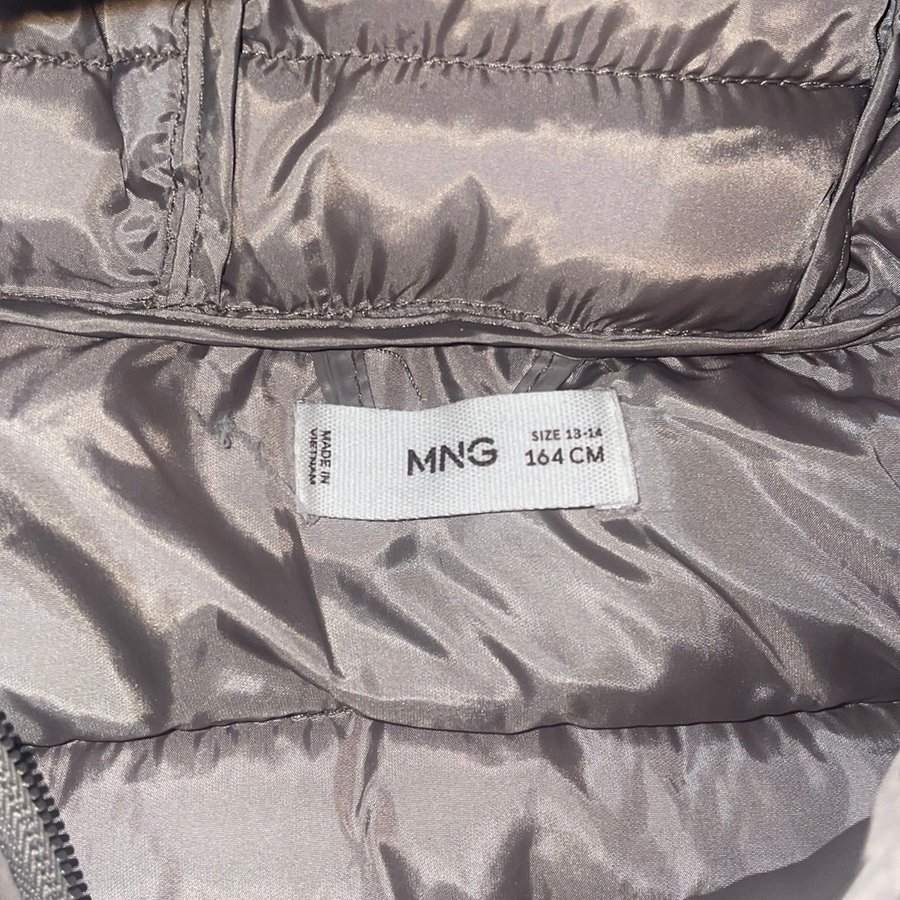 MADE IN
VIETNAM
MNG
SIZE 13-14
164 CM